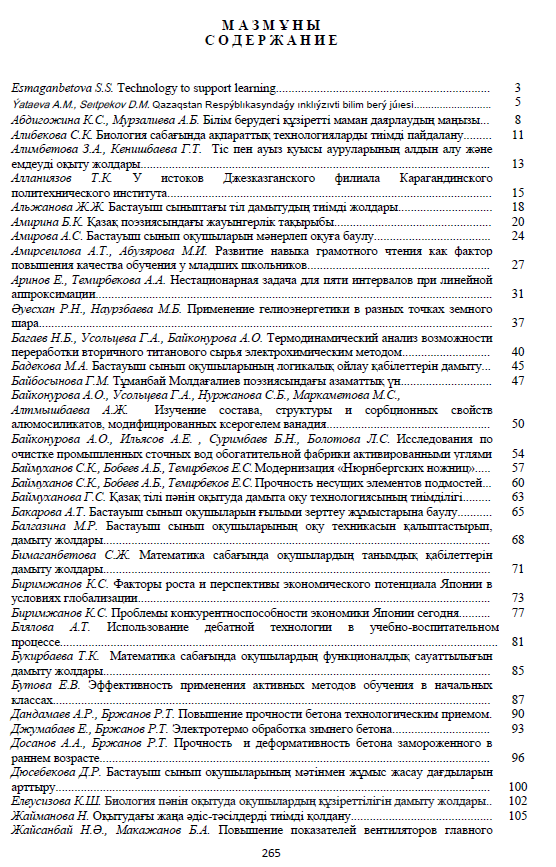 МАЗМҰНЫ
СОДЕРЖАНИЕ
Esmaganbetova S.S. Technology to support learning................................................................ 3
Ýataeva A.M., Seıtpekov D.M. Qazaqstan Respýblıkasyndaǵy ınklıýzıvti bilim berý júıesi........................ 5
Абдигожина К.С., Мурзалиева А.Б. Білім берудегі құзіретті маман даярлаудың маңызы... 8
Алибекова С.К. Биология сабағында ақпараттық технологияларды тиімді пайдалану......... 11
Алимбетова З.А., Кенишбаева Г.Т. Тіс пен ауыз қуысы ауруларының алдын алу және
емдеуді оқыту жолдары............................................................................................................. 13
Алланиязов Т.К. У истоков Джезказганского филиала Карагандинского
политехнического института..................................................................................................... 15
Альжанова Ж.Ж. Бастауыш сыныптағы тіл дамытудың тиімді жолдары............................ 18
Амирина Б.К. Қазақ поэзиясындағы жауынгерлік тақырыбы................................................ 20
Амирова А.С. Бастауыш сынып оқушыларын мәнерлеп оқуға баулу.................................... 24
Амирсеилова А.Т., Абузярова М.И. Развитие навыка грамотного чтения как фактор
повышения качества обучения у младших школьников......................................................... 27
Аринов Е., Темирбекова А.А. Нестационарная задача для пяти интервалов при линейной
аппроксимации............................................................................................................................ 31
Әуесхан Р.Н., Наурзбаева М.Б. Применение гелиоэнергетики в разных точках земного
шара............................................................................................................................................. 37
Багаев Н.Б., Усольцева Г.А., Байконурова А.О. Термодинамический анализ возможности
переработки вторичного титанового сырья электрохимическим методом............................. 40
Бадекова М.А. Бастауыш сынып оқушыларының логикалық ойлау қабілеттерін дамыту... 45
Байбосынова Г.М. Тұманбай Молдағалиев поэзиясындағы азаматтық үн............................. 47
Байконурова А.О., Усольцева Г.А., Нуржанова С.Б., Маркаметова М.С.,
Алтмышбаева А.Ж. Изучение состава, структуры и сорбционных свойств
алюмосиликатов, модифицированных ксерогелем ванадия.................................................... 50
Байконурова А.О., Ильясов А.Е. , Суримбаев Б.Н., Болотова Л.С. Исследования по
очистке промышленных сточных вод обогатительной фабрики активированными углями 54
Баймуханов С.К., Бобеев А.Б., Темирбеков Е.С. Модернизация «Нюрнбергских ножниц»..... 57
Баймуханов С.К., Бобеев А.Б., Темирбеков Е.С. Прочность несущих элементов подмостей... 60
Баймуханова Г.С. Қазақ тілі пәнін оқытуда дамыта оқу технологиясының тиімділігі......... 63
Бакарова А.Т. Бастауыш сынып оқушыларын ғылыми зерттеу жұмыстарына баулу........... 65
Балгазина М.Р. Бастауыш сынып оқушыларының оқу техникасын қалыптастырып,
дамыту жолдары......................................................................................................................... 68
Бимаганбетова С.Ж. Математика сабағында оқушылардың танымдық қабілеттерін
дамыту жолдары......................................................................................................................... 71
Биримжанов К.С. Факторы роста и перспективы экономического потенциала Японии в
условиях глобализации.............................................................................................................. 73
Биримжанов К.С. Проблемы конкурентноспособности экономики Японии сегодня.......... 77
Блялова А.Т. Использование дебатной технологии в учебно-воспитательном
процессе....................................................................................................................................... 81
Букирбаева Т.К. Математика сабағында оқушылардың функционалдық сауаттылығын
дамыту жолдары......................................................................................................................... 85
Бутова Е.В. Эффективность применения активных методов обучения в начальных
классах......................................................................................................................................... 87
Дандамаев А.Р., Бржанов Р.Т. Повышение прочности бетона технологическим приемом. 90
Джумабаев Е., Бржанов Р.Т. Электротермо обработка зимнего бетона............................... 93
Досанов А.А., Бржанов Р.Т. Прочность и деформативность бетона замороженного в
раннем возрасте.......................................................................................................................... 96
Дюсебекова Д.Р. Бастауыш сынып оқушыларының мәтінмен жұмыс жасау дағдыларын
арттыру........................................................................................................................................ 100
Елеусизова К.Ш. Биология пәнін оқытуда оқушылардың құзіреттілігін дамыту жолдары.. 102
Жайманова Н. Оқытудағы жаңа әдіс-тәсілдерді тиімді қолдану........................................... 105
Жайсанбай Н.Ә., Макажанов Б.А. Повышение показателей вентиляторов главного
265